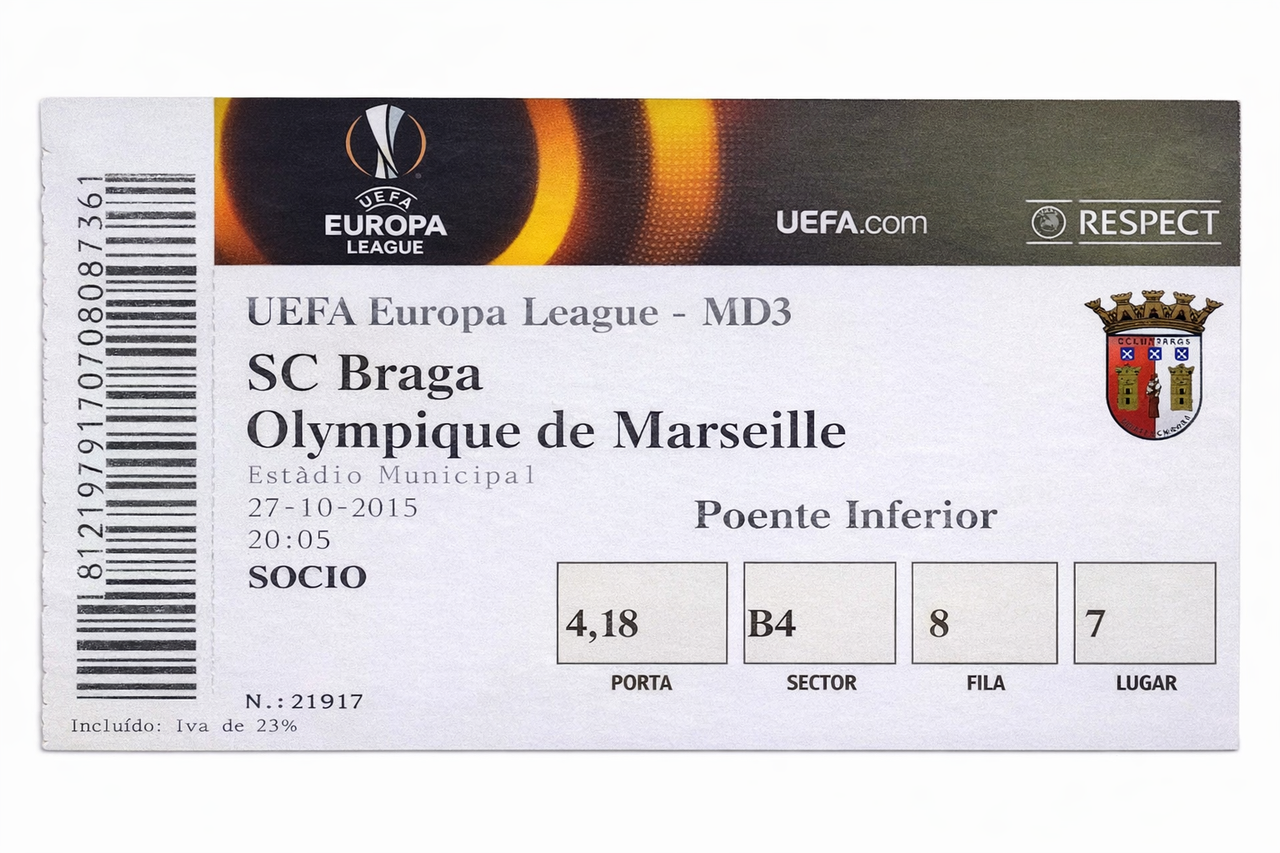 UEFA
EUROPA
LEAGUE
UEFA.com
RESPECT
UEFA Europa League - MD3
SC Braga
Olympique de Marseille
Estàdio Municipal
27-10-2015
20:05
SOCIO
Poente Inferior
4,18
B4
8
7
PORTA
SECTOR
FILA
LUGAR
N.:21917
Incluído: Iva de 23%
1812197917070808087361